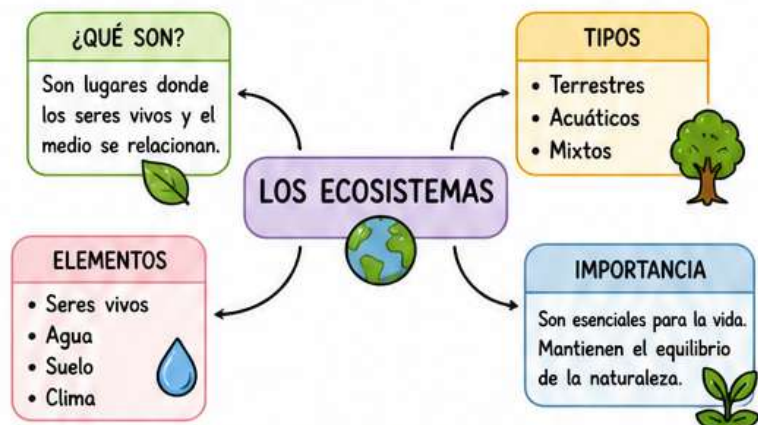 ¿QUÉ SON?
Son lugares donde
los seres vivos y el
medio se relacionan.
TIPOS
• Terrestres
• Acuáticos
• Mixtos
LOS ECOSISTEMAS
ELEMENTOS
• Seres vivos
• Agua
• Suelo
• Clima
IMPORTANCIA
Son esenciales para la vida.
Mantienen el equilibrio
de la naturaleza.